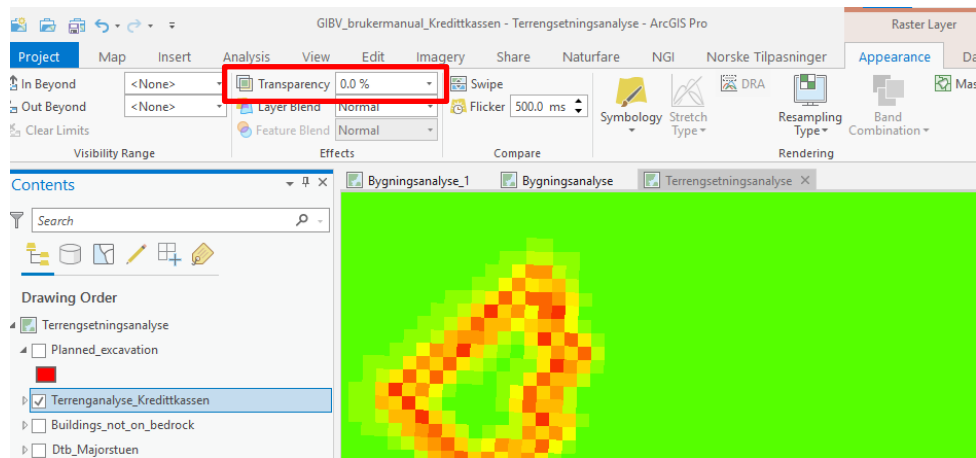 GIBV_brukermanual_Kredittkassen - Terrengsetningsanalyse - ArcGIS Pro
Raster Layer
Project Map Insert Analysis View Edit Imagery Share Naturfare NGI Norske Tilpasninger Appearance Da
In Beyond <None> Transparency 0.0 % Swipe DRA Mas
Out Beyond <None> Layer Blend Normal Flicker 500.0 ms
Clear Limits Feature Blend Normal
Symbology Stretch Type Resampling Type Band Combination
Visibility Range Effects Compare Rendering
Contents
Bygningsanalyse_1 Bygningsanalyse Terrengsetningsanalyse
Search
Drawing Order
Terrengsetningsanalyse
Planned_excavation
Terrenganalyse_Kredittkassen
Buildings_not_on_bedrock
Dtb_Majorstuen